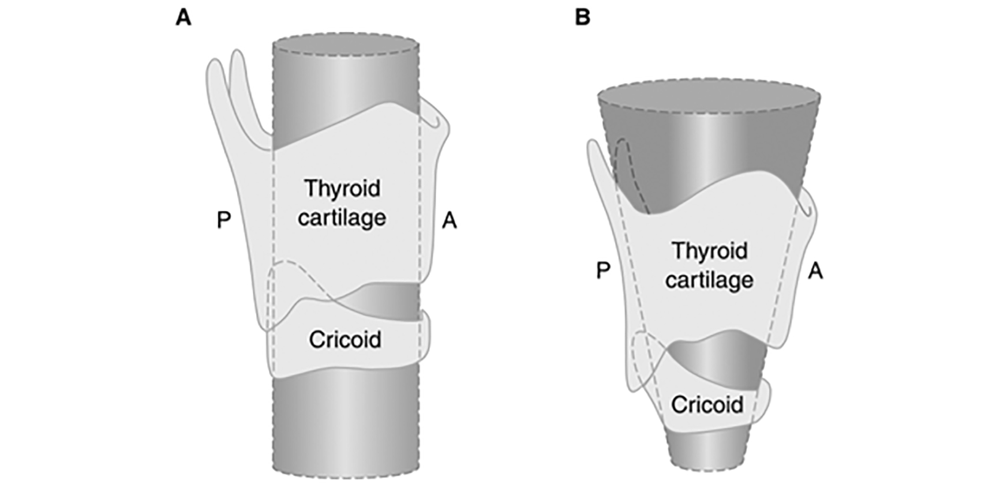 A
B
Thyroid
cartilage
P
A
Cricoid
Thyroid
cartilage
P
A
Cricoid